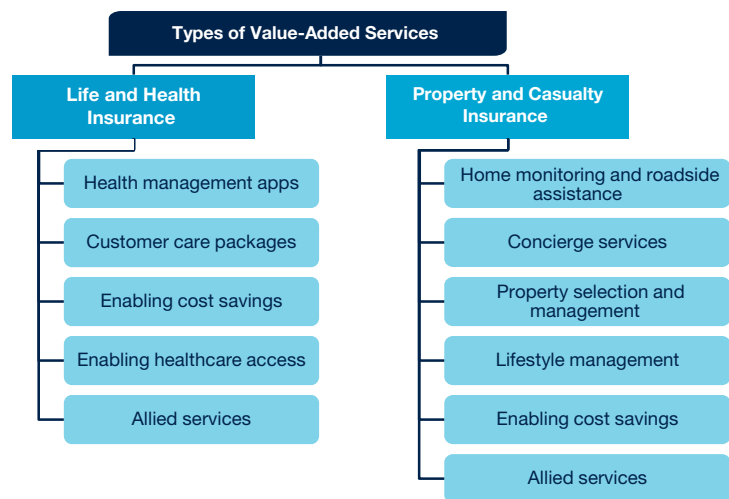 Types of Value-Added Services
Life and Health
Insurance
Health management apps
Customer care packages
Enabling cost savings
Enabling healthcare access
Allied services
Property and Casualty
Insurance
Home monitoring and roadside
assistance
Concierge services
Property selection and
management
Lifestyle management
Enabling cost savings
Allied services